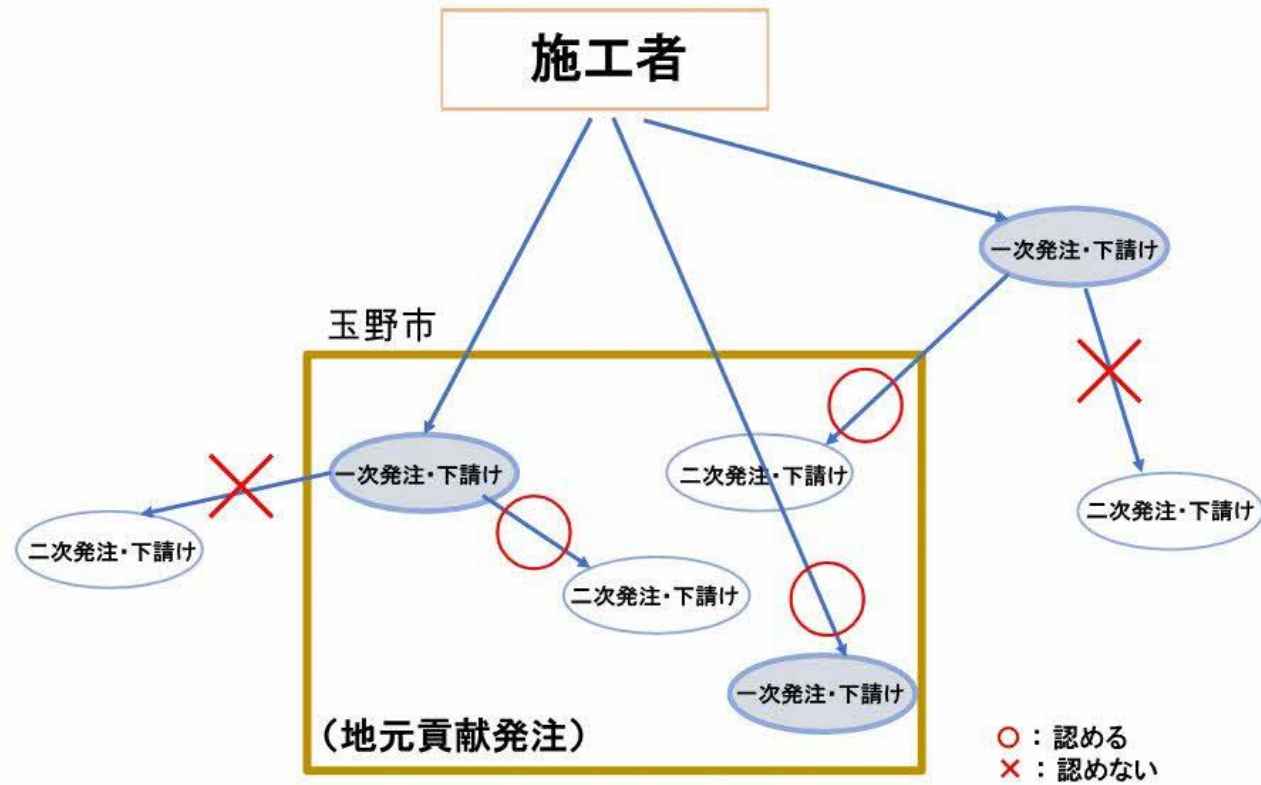 施工者
一次発注・下請け
玉野市
一次発注・下請け
二次発注・下請け
二次発注・下請け
二次発注・下請け
二次発注・下請け
一次発注・下請け
(地元貢献発注)
○ : 認める
× : 認めない